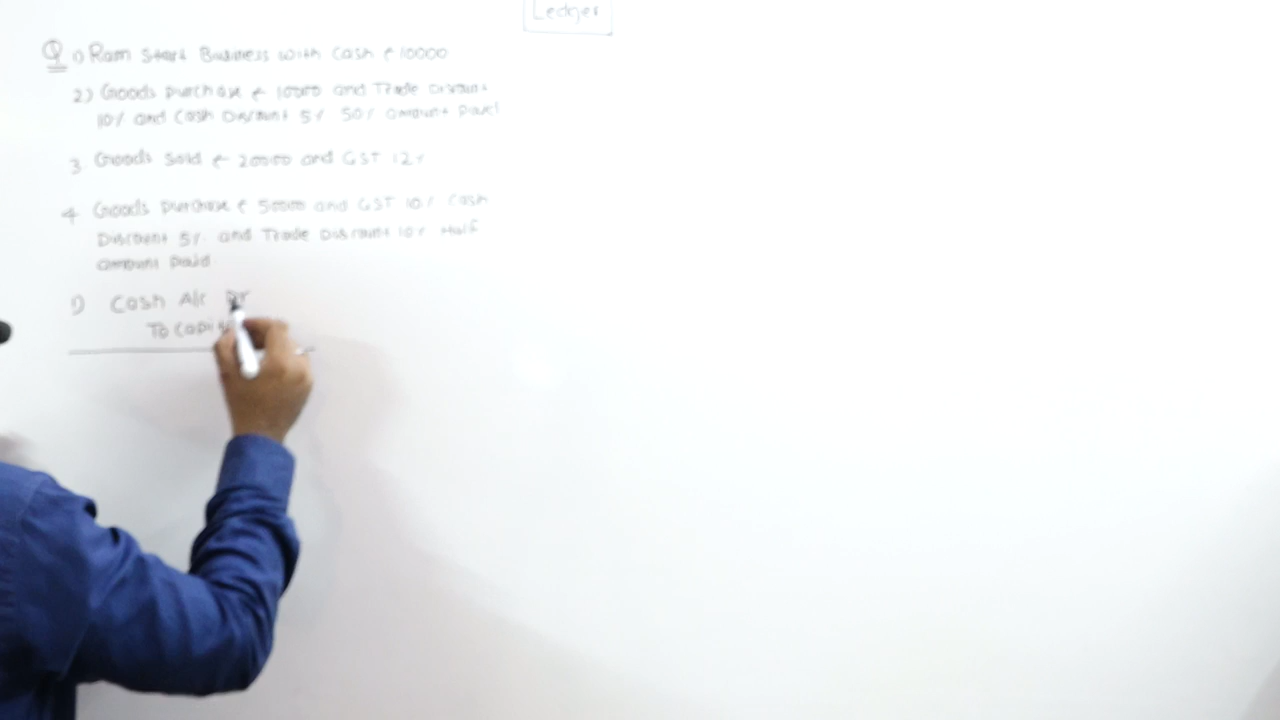 Ledger
Q 1) Ram Start Business with Cash ₹ 10000
2) Goods purchase ₹ 10000 and Trade Discount
10% and Cash Discount 5% 50% amount paid
3 Goods Sold ₹ 20000 and GST 12%
4 Goods purchase ₹ 50000 and GST 10% Cash
Discount 5% and Trade Discount 10% Half
amount paid
1) Cash A/c Dr
To